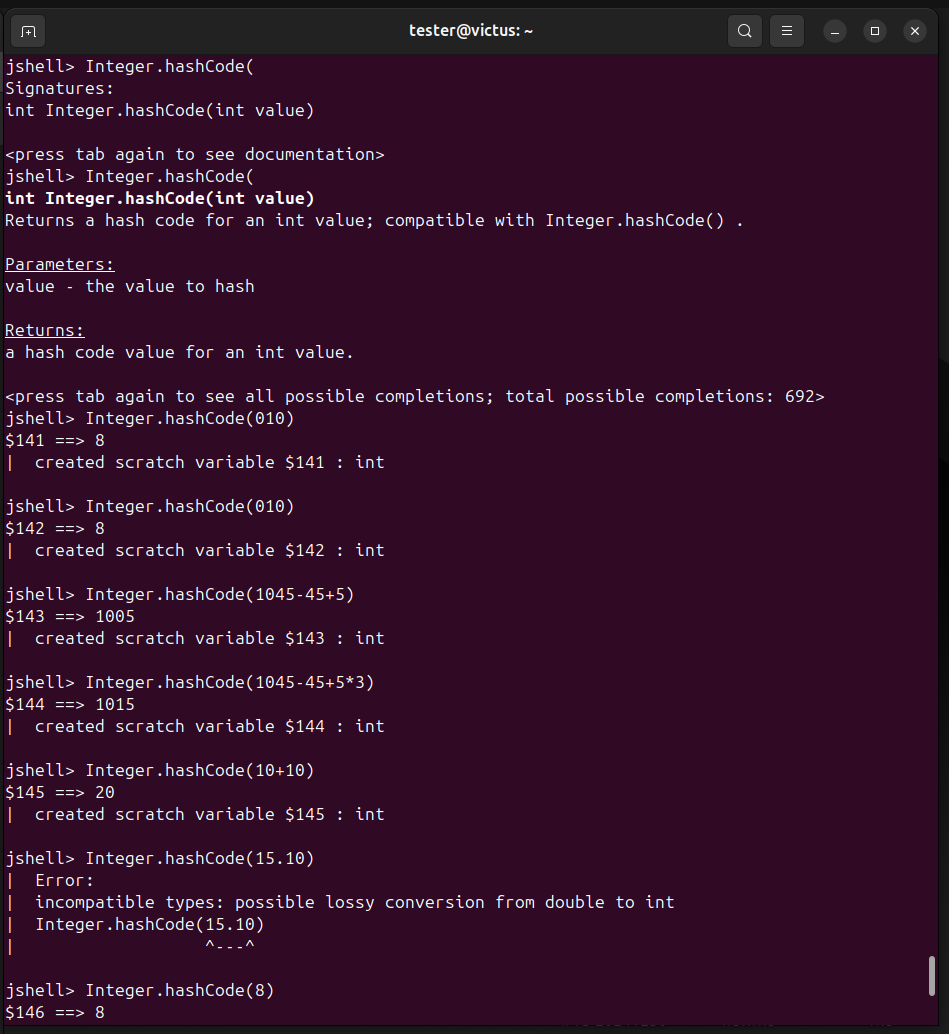 tester@victus: ~
jshell> Integer.hashCode(
Signatures:
int Integer.hashCode(int value)
<press tab again to see documentation>
jshell> Integer.hashCode(
int Integer.hashCode(int value)
Returns a hash code for an int value; compatible with Integer.hashCode() .
Parameters:
value - the value to hash
Returns:
a hash code value for an int value.
<press tab again to see all possible completions; total possible completions: 692>
jshell> Integer.hashCode(010)
$141 ==> 8
|  created scratch variable $141 : int
jshell> Integer.hashCode(010)
$142 ==> 8
|  created scratch variable $142 : int
jshell> Integer.hashCode(1045-45+5)
$143 ==> 1005
|  created scratch variable $143 : int
jshell> Integer.hashCode(1045-45+5*3)
$144 ==> 1015
|  created scratch variable $144 : int
jshell> Integer.hashCode(10+10)
$145 ==> 20
|  created scratch variable $145 : int
jshell> Integer.hashCode(15.10)
|  Error:
|  incompatible types: possible lossy conversion from double to int
|  Integer.hashCode(15.10)
|                   ^---^
jshell> Integer.hashCode(8)
$146 ==> 8